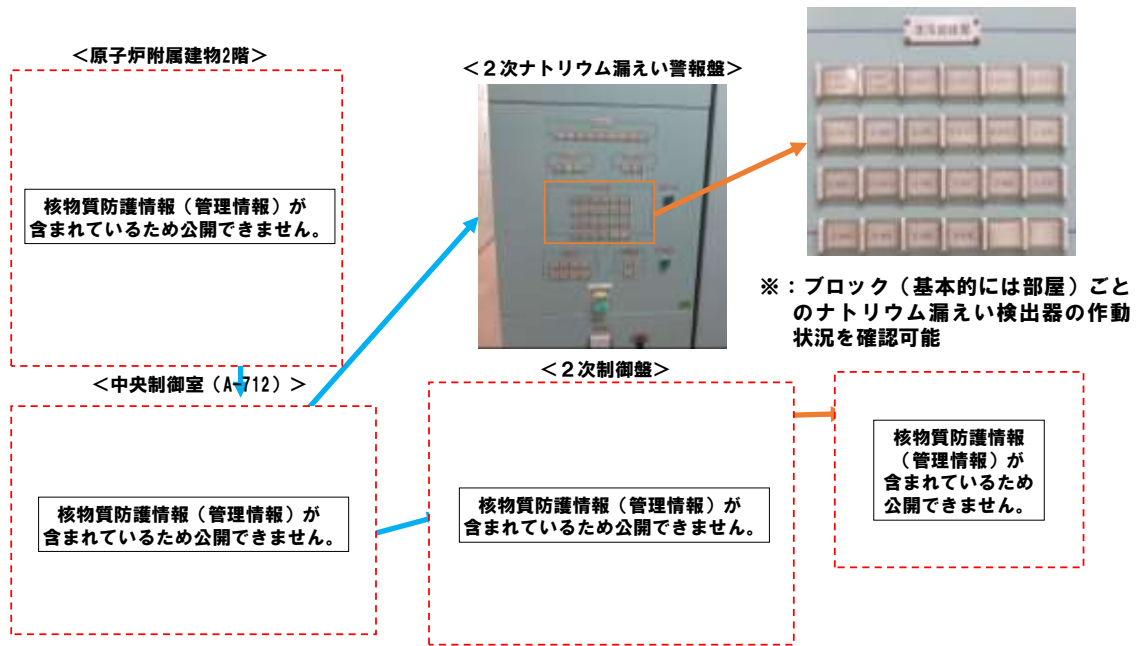 ＜原子炉附属建物2階＞
核物質防護情報（管理情報）が
含まれているため公開できません。
＜２次ナトリウム漏えい警報盤＞
※：ブロック（基本的には部屋）ごと
のナトリウム漏えい検出器の作動
状況を確認可能
＜中央制御室（A-712）＞
核物質防護情報（管理情報）が
含まれているため公開できません。
＜２次制御盤＞
核物質防護情報（管理情報）が
含まれているため公開できません。
核物質防護情報
（管理情報）が
含まれているため
公開できません。